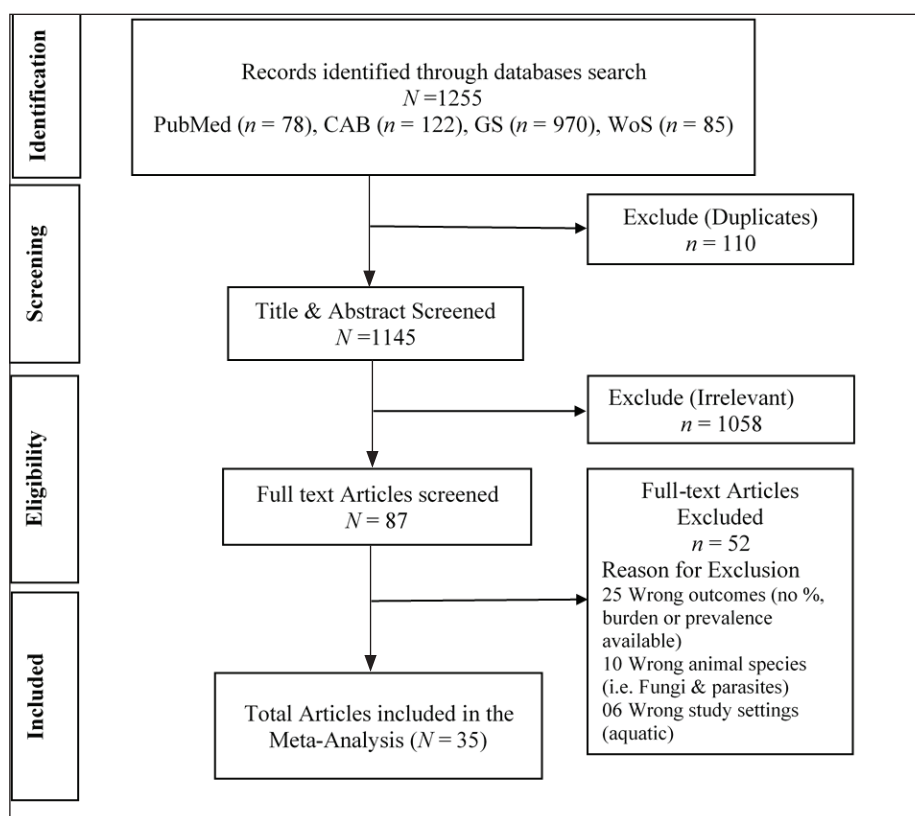 Identification
Records identified through databases search
N =1255
PubMed (n = 78), CAB (n = 122), GS (n = 970), WoS (n = 85)
Screening
Exclude (Duplicates)
n = 110
Title & Abstract Screened
N =1145
Eligibility
Exclude (Irrelevant)
n = 1058
Full text Articles screened
N = 87
Full-text Articles
Excluded
n = 52
Reason for Exclusion
25 Wrong outcomes (no %,
burden or prevalence
available)
10 Wrong animal species
(i.e. Fungi & parasites)
06 Wrong study settings
(aquatic)
Included
Total Articles included in the
Meta-Analysis (N = 35)